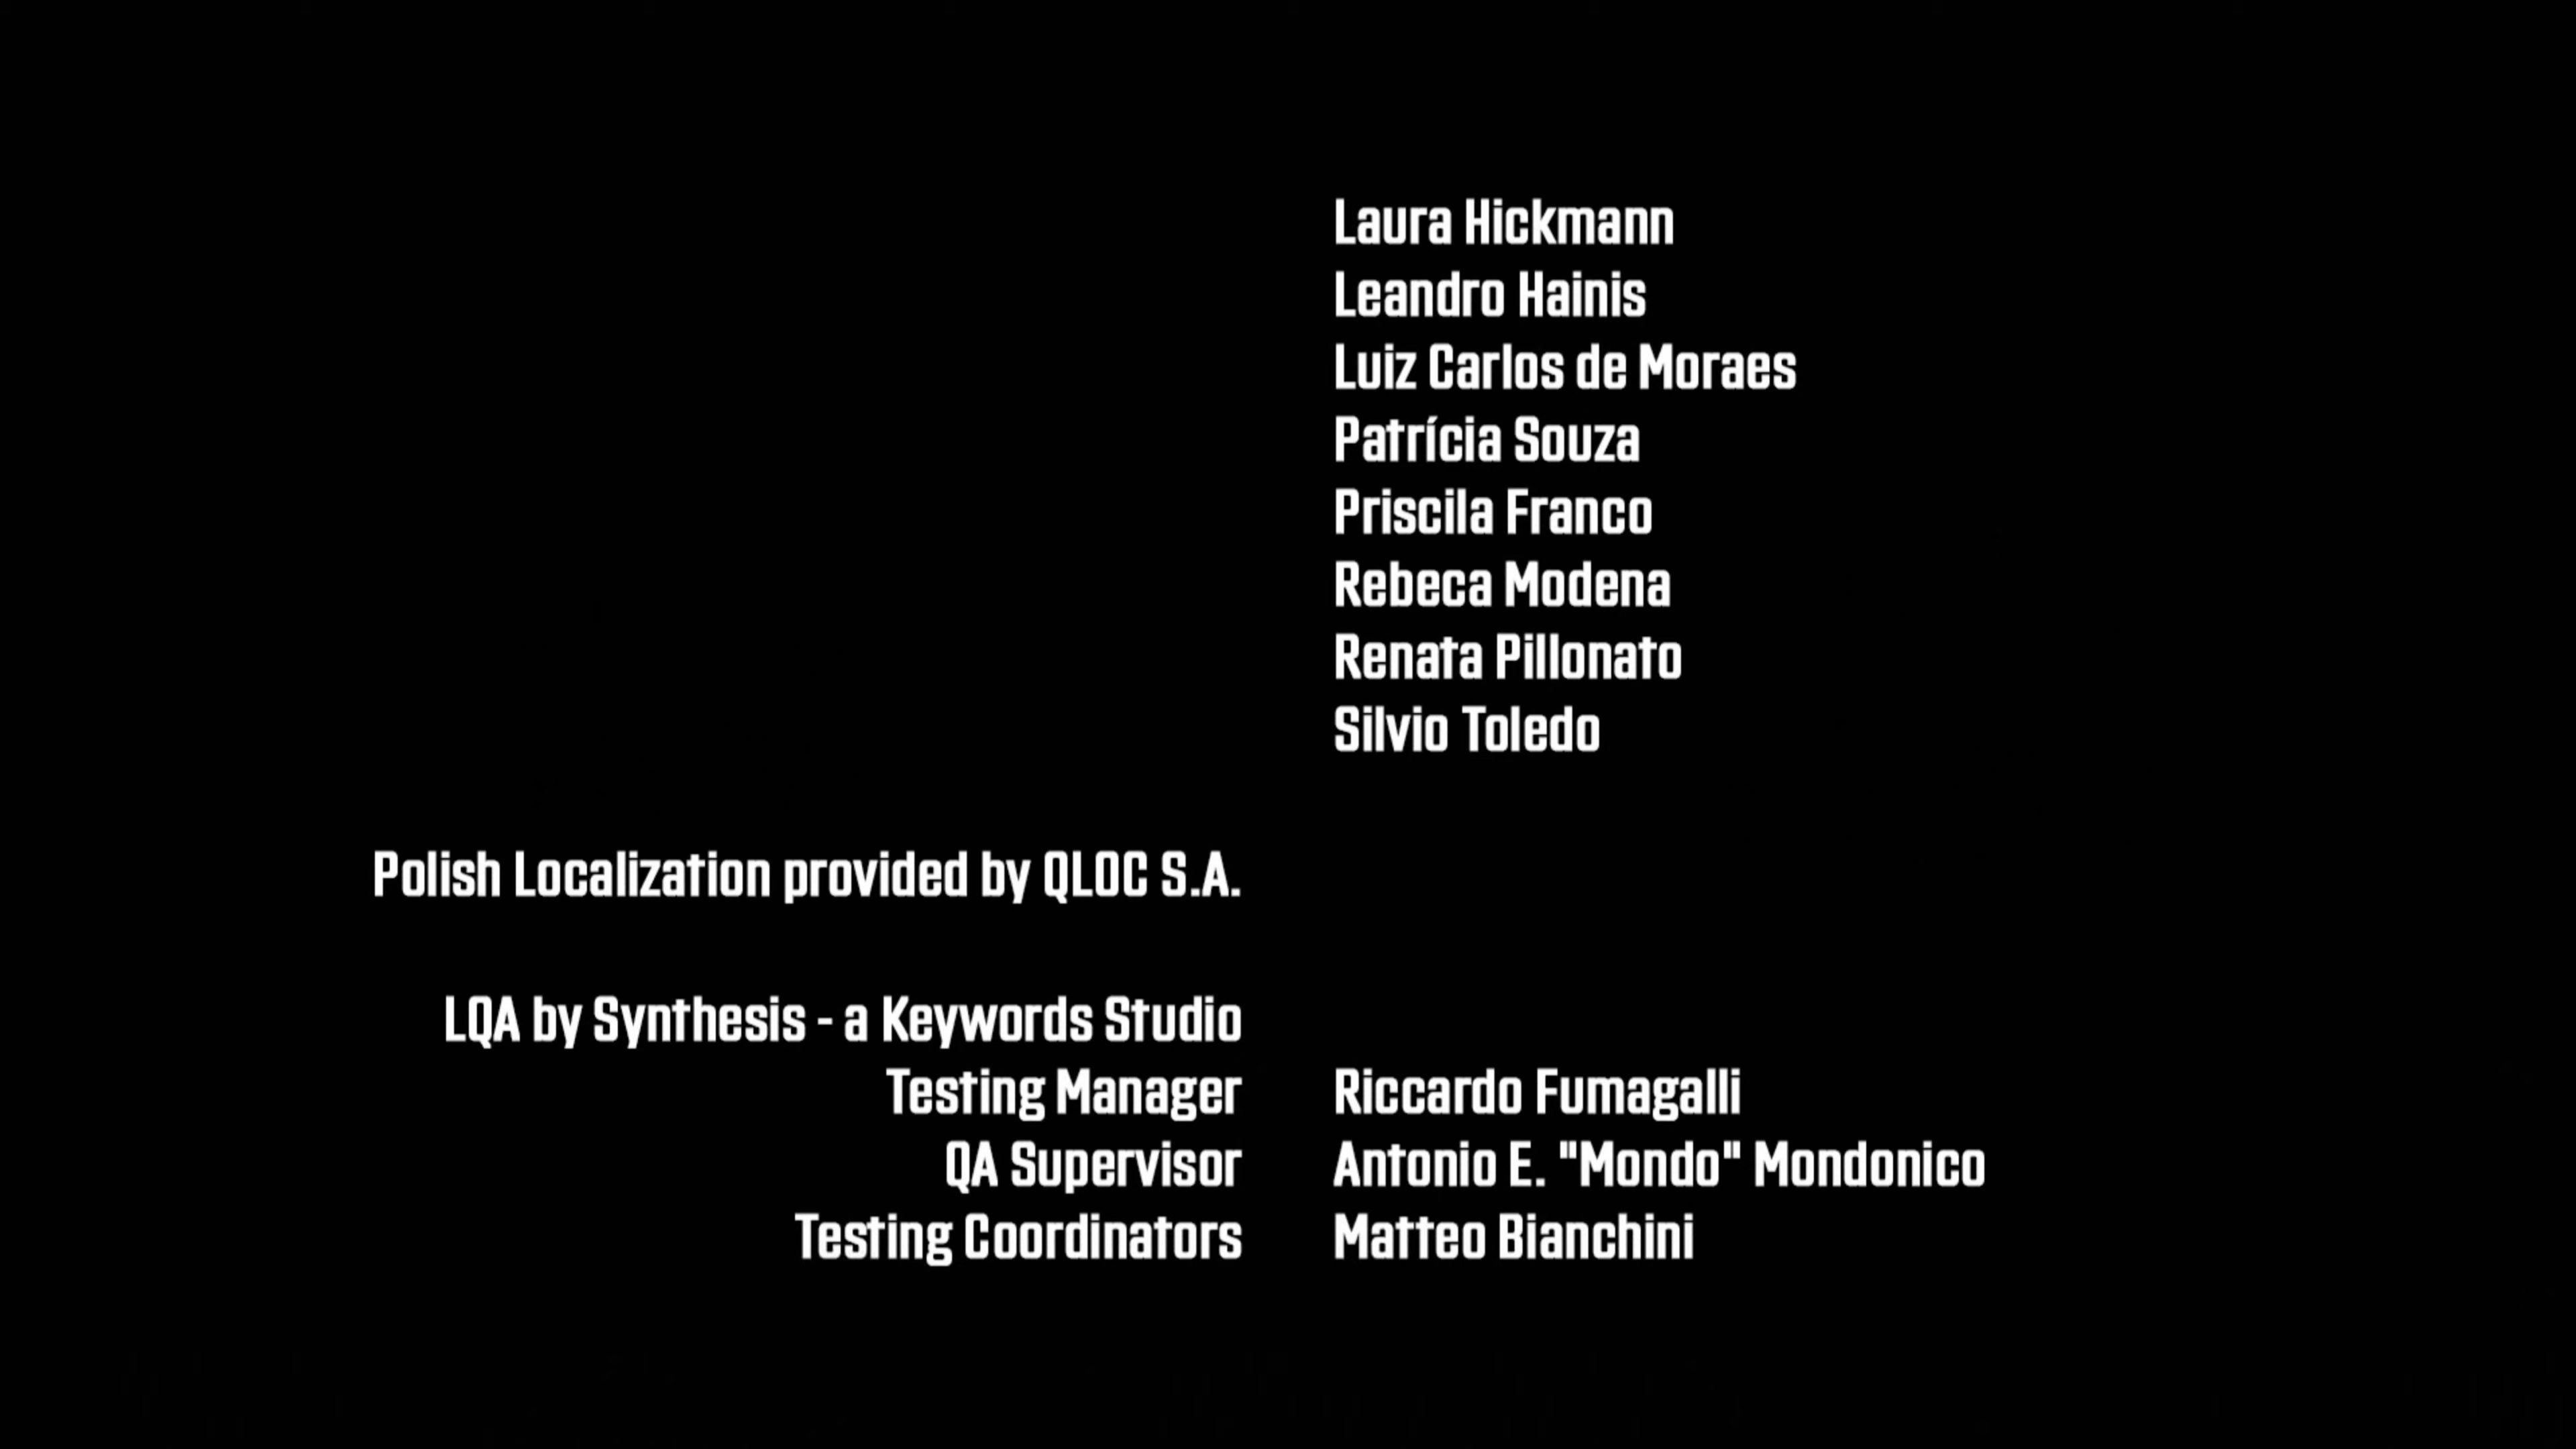 Laura Hickmann
Leandro Hainis
Luiz Carlos de Moraes
Patrícia Souza
Priscila Franco
Rebeca Modena
Renata Pillonato
Silvio Toledo
Polish Localization provided by QLOC S.A.
LQA by Synthesis - a Keywords Studio
Testing Manager Riccardo Fumagalli
QA Supervisor Antonio E. "Mondo" Mondonico
Testing Coordinators Matteo Bianchini